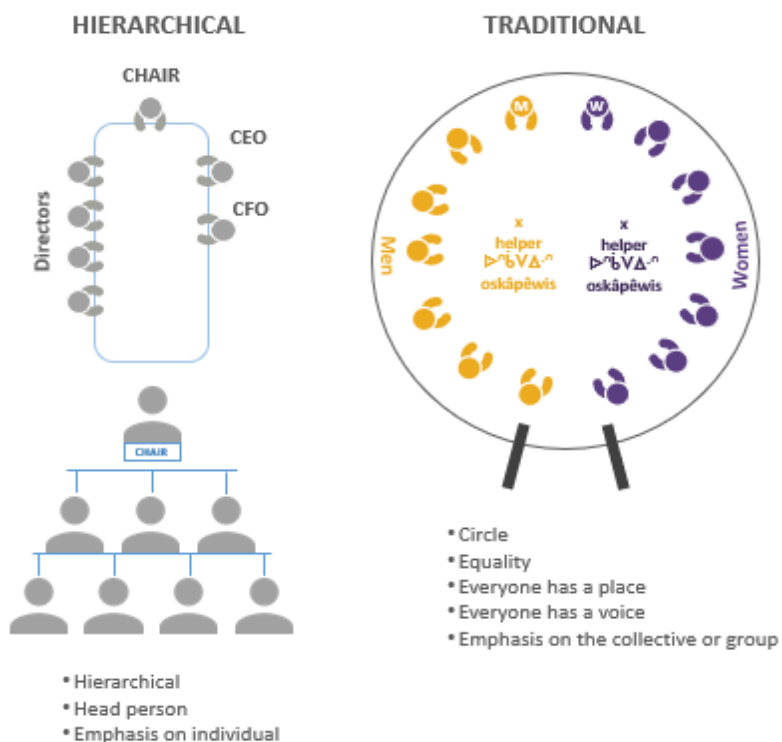 HIERARCHICAL
CHAIR
CEO
CFO
Directors
CHAIR
• Hierarchical
• Head person
• Emphasis on individual
TRADITIONAL
M
W
Men
Women
x
helper
ᐅᐢᑳᐯᐃᐧᐢ
oskâpêwis
x
helper
ᐅᐢᑳᐯᐃᐧᐢ
oskâpêwis
• Circle
• Equality
• Everyone has a place
• Everyone has a voice
• Emphasis on the collective or group